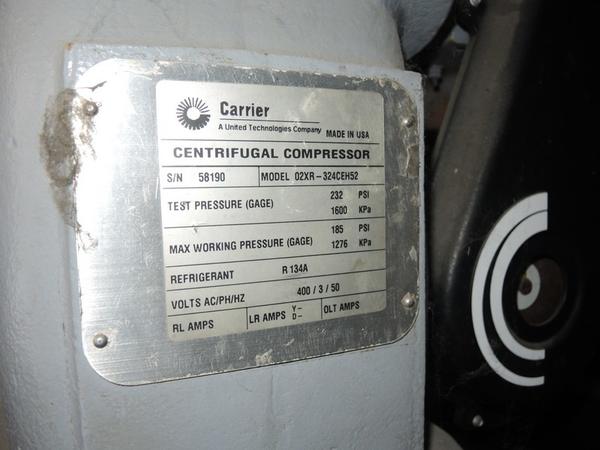 Carrier
A United Technologies Company MADE IN USA
CENTRIFUGAL COMPRESSOR
S/N 58190 MODEL 02XR-324CEH52
TEST PRESSURE (GAGE) 232 PSI
1600 KPa
MAX WORKING PRESSURE (GAGE) 185 PSI
1276 KPa
REFRIGERANT R 134A
VOLTS AC/PH/HZ 400 / 3 / 50
RL AMPS LR AMPS Y– D– OLT AMPS